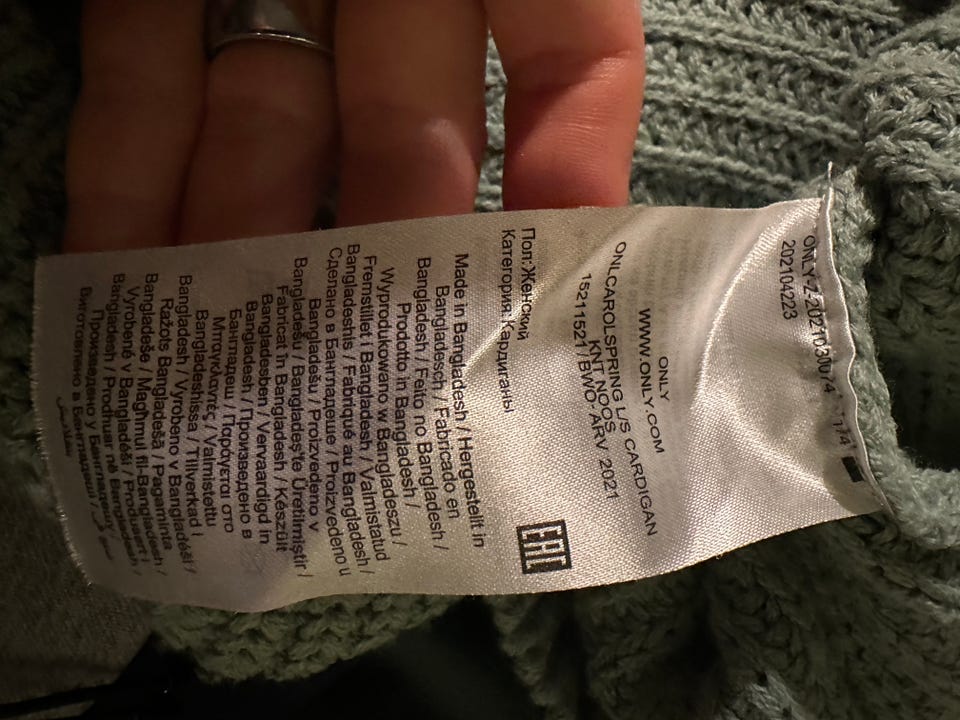 ONLY-Z-202103001/4 1/4
20210423
ONLY
WWW.ONLY.COM
ONLCAROLSPRING L/S CARDIGAN
KNT NOOS
15211521/BWO-ARV 2021
EAC
Пол:Женский
Категория:Кардиганы
Made in Bangladesh / Hergestellt in
Bangladesch / Fabricado en
Bangladesh / Feito no Bangladesh /
Prodotto in Bangladesh /
Wyprodukowano w Bangladeszu /
Fremstillet i Bangladesh / Valmistatud
Bangladeshis / Fabriqué au Bangladesh /
Сделано в Бангладеше / Proizvedeno u
Bangladešu / Proizvedeno v
Bangladešu / Bangladeş'te Üretilmiştir /
Fabricat în Bangladesh / Készült
Bangladesben / Vervaardigd in
Bangladesh / Произведено в
Бангладеш / Παράγεται στο
Μπαγκλαντές / Valmistettu
Bangladeshissa / Tillverkad i
Bangladesh / Vyrobeno v Bangladéši /
Ražots Bangladešā / Pagaminta
Bangladeše / Magħmul fil-Bangladesh /
Vyrobené v Bangladéši / Produsert i
Bangladesh / Prodhuar në Bangladesh /
Произведено у Бангладешу /
Виготовлено в Бангладеш /